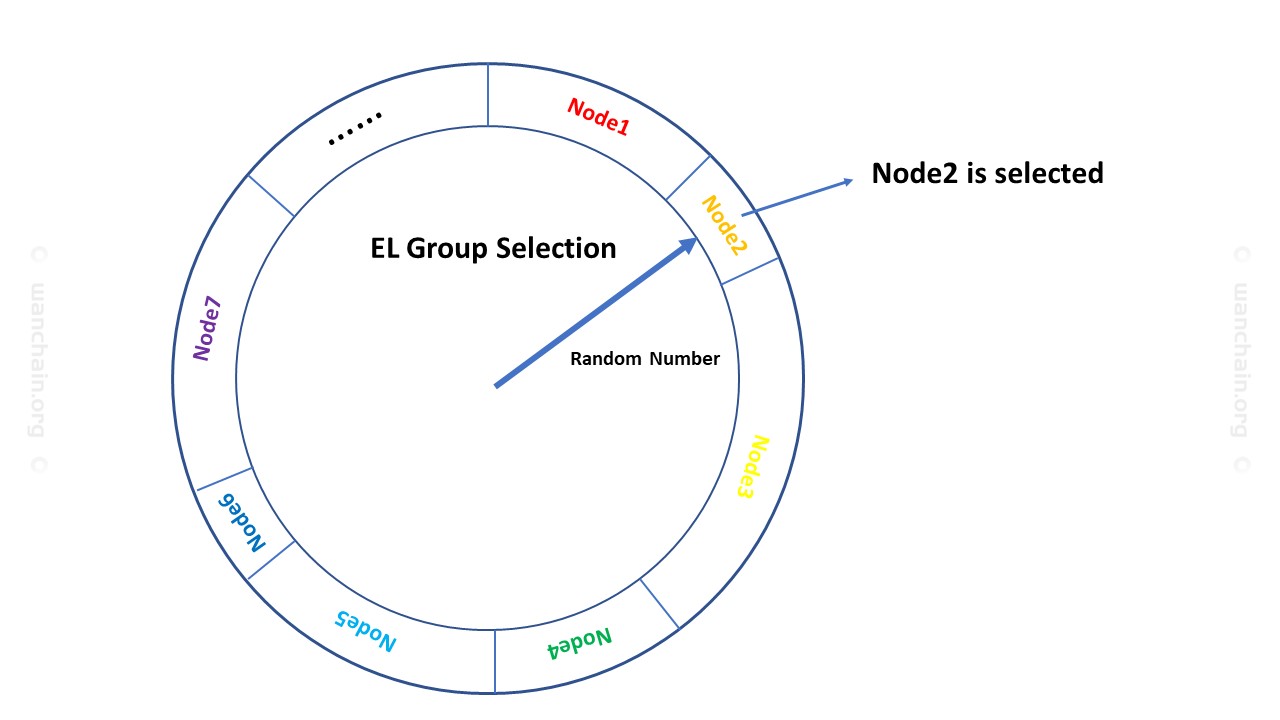 Node1
Node2 is selected
Node2
EL Group Selection
Random Number
Node3
Node4
Node5
Node6
Node7
......
© wanchain.org ©
© wanchain.org ©